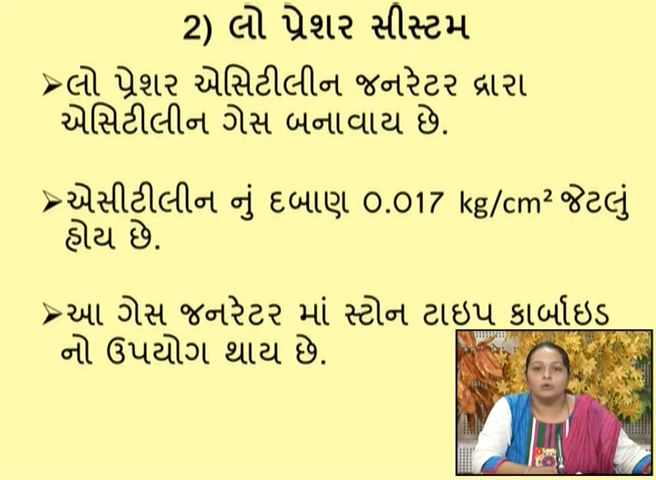 2) લો પ્રેશર સીસ્ટમ
➢લો પ્રેશર એસિટીલીન જનરેટર દ્રારા
એસિટીલીન ગેસ બનાવાય છે.
➢એસીટીલીન નું દબાણ 0.017 kg/cm² જેટલું
હોય છે.
➢આ ગેસ જનરેટર માં સ્ટોન ટાઇપ કાર્બાઇડ
નો ઉપયોગ થાય છે.